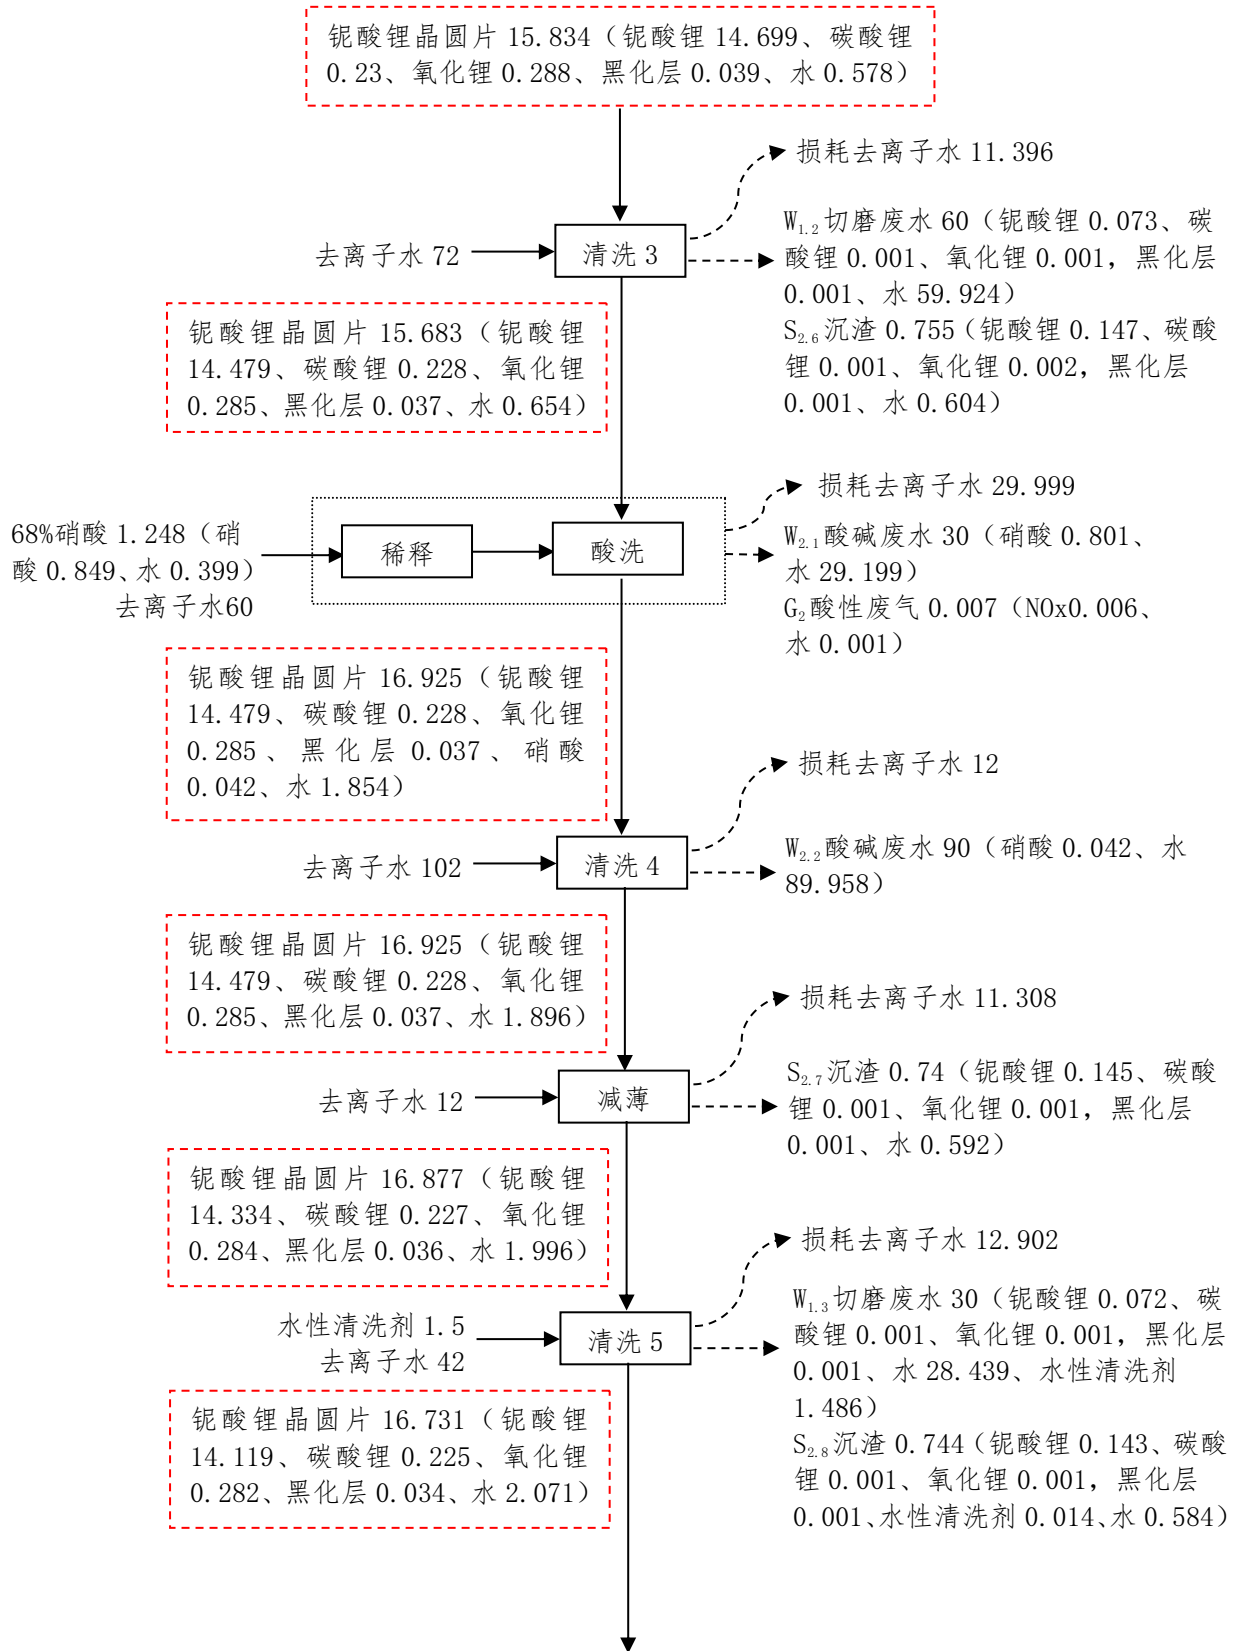 铌酸锂晶圆片 15.834（铌酸锂 14.699、碳酸锂
0.23、氧化锂 0.288、黑化层 0.039、水 0.578）
损耗去离子水 11.396
去离子水 72
清洗 3
W1.2切磨废水 60（铌酸锂 0.073、碳
酸锂 0.001、氧化锂 0.001，黑化层
0.001、水 59.924）
S2.6沉渣 0.755（铌酸锂 0.147、碳酸
锂 0.001、氧化锂 0.002，黑化层
0.001、水 0.604）
铌酸锂晶圆片 15.683（铌酸锂
14.479、碳酸锂 0.228、氧化锂
0.285、黑化层 0.037、水 0.654）
损耗去离子水 29.999
68%硝酸 1.248（硝
酸 0.849、水 0.399）
去离子水60
稀释
酸洗
W2.1酸碱废水 30（硝酸 0.801、
水 29.199）
G2酸性废气 0.007（NOx0.006、
水 0.001）
铌酸锂晶圆片 16.925（铌酸锂
14.479、碳酸锂 0.228、氧化锂
0.285、黑化层 0.037、硝酸
0.042、水 1.854）
损耗去离子水 12
去离子水 102
清洗 4
W2.2酸碱废水 90（硝酸 0.042、水
89.958）
铌酸锂晶圆片 16.925（铌酸锂
14.479、碳酸锂 0.228、氧化锂
0.285、黑化层 0.037、水 1.896）
损耗去离子水 11.308
去离子水 12
减薄
S2.7沉渣 0.74（铌酸锂 0.145、碳酸
锂 0.001、氧化锂 0.001，黑化层
0.001、水 0.592）
铌酸锂晶圆片 16.877（铌酸锂
14.334、碳酸锂 0.227、氧化锂
0.284、黑化层 0.036、水 1.996）
损耗去离子水 12.902
水性清洗剂 1.5
去离子水 42
清洗 5
W1.3切磨废水 30（铌酸锂 0.072、碳
酸锂 0.001、氧化锂 0.001，黑化层
0.001、水 28.439、水性清洗剂
1.486）
S2.8沉渣 0.744（铌酸锂 0.143、碳酸
锂 0.001、氧化锂 0.001，黑化层
0.001、水性清洗剂 0.014、水 0.584）
铌酸锂晶圆片 16.731（铌酸锂
14.119、碳酸锂 0.225、氧化锂
0.282、黑化层 0.034、水 2.071）